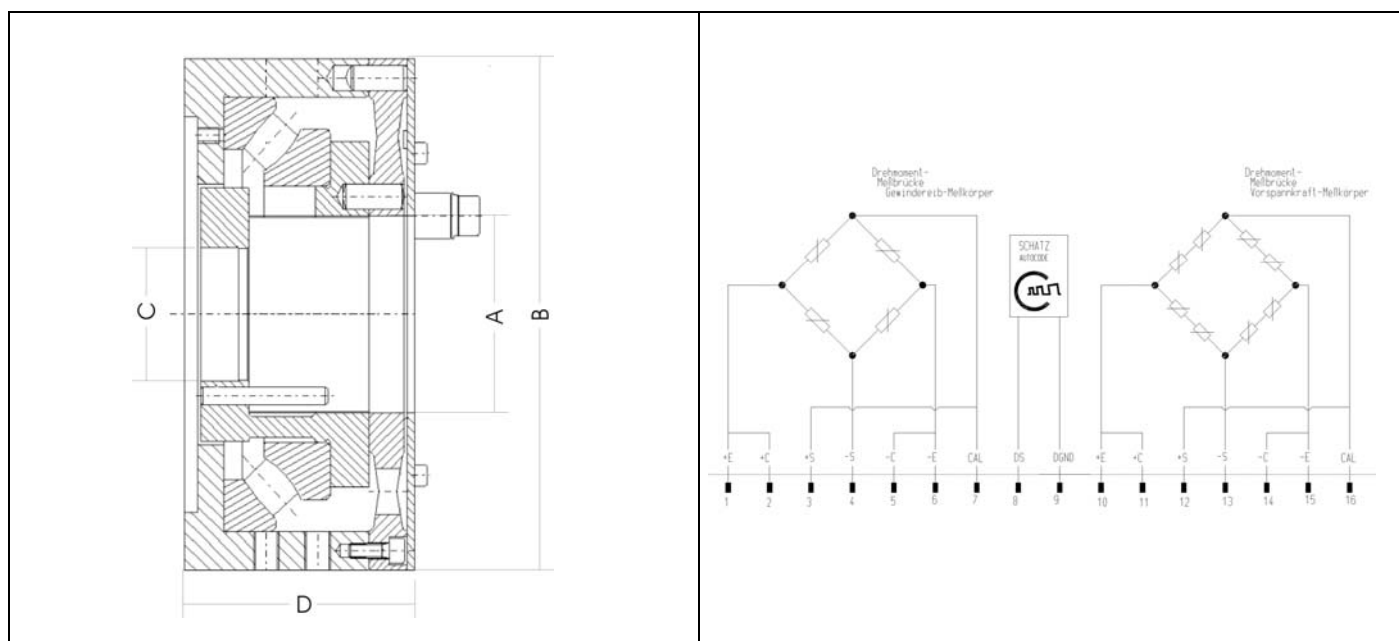 C
A
B
D
Drehmoment-
Meßbrücke
Gewindereib-Meßkörper
Drehmoment-
Meßbrücke
Vorspannkraft-Meßkörper
SCHATZ
AUTOCODE
+E +C +S -S -C -E CAL DS DGND +E +C +S -S -C -E CAL
1 2 3 4 5 6 7 8 9 10 11 12 13 14 15 16